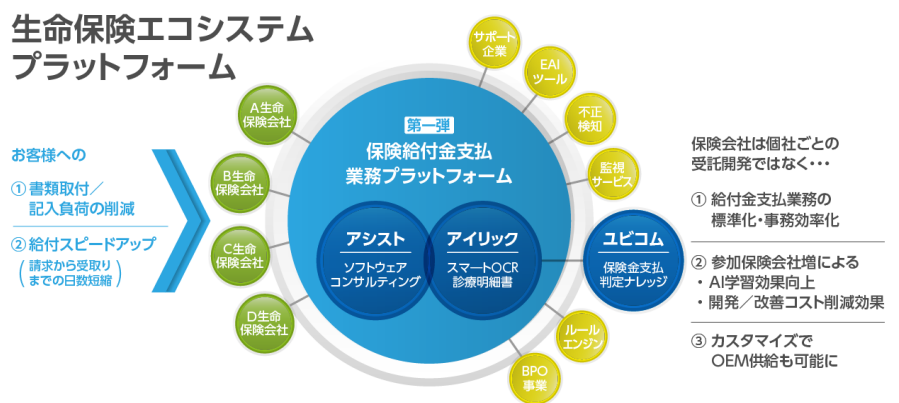 生命保険エコシステム
プラットフォーム
お客様への
① 書類取付／
記入負荷の削減
② 給付スピードアップ
(請求から受取り
までの日数短縮)
A生命
保険会社
B生命
保険会社
C生命
保険会社
D生命
保険会社
第一弾
保険給付金支払
業務プラットフォーム
アシスト
ソフトウェア
コンサルティング
アイリック
スマートOCR
診療明細書
ユビコム
保険金支払
判定ナレッジ
サポート
企業
EAI
ツール
不正
検知
監視
サービス
ルール
エンジン
BPO
事業
保険会社は個社ごとの
受託開発ではなく・・・
① 給付金支払業務の
標準化・事務効率化
② 参加保険会社増による
・ AI学習効果向上
・ 開発／改善コスト削減効果
③ カスタマイズで
OEM供給も可能に